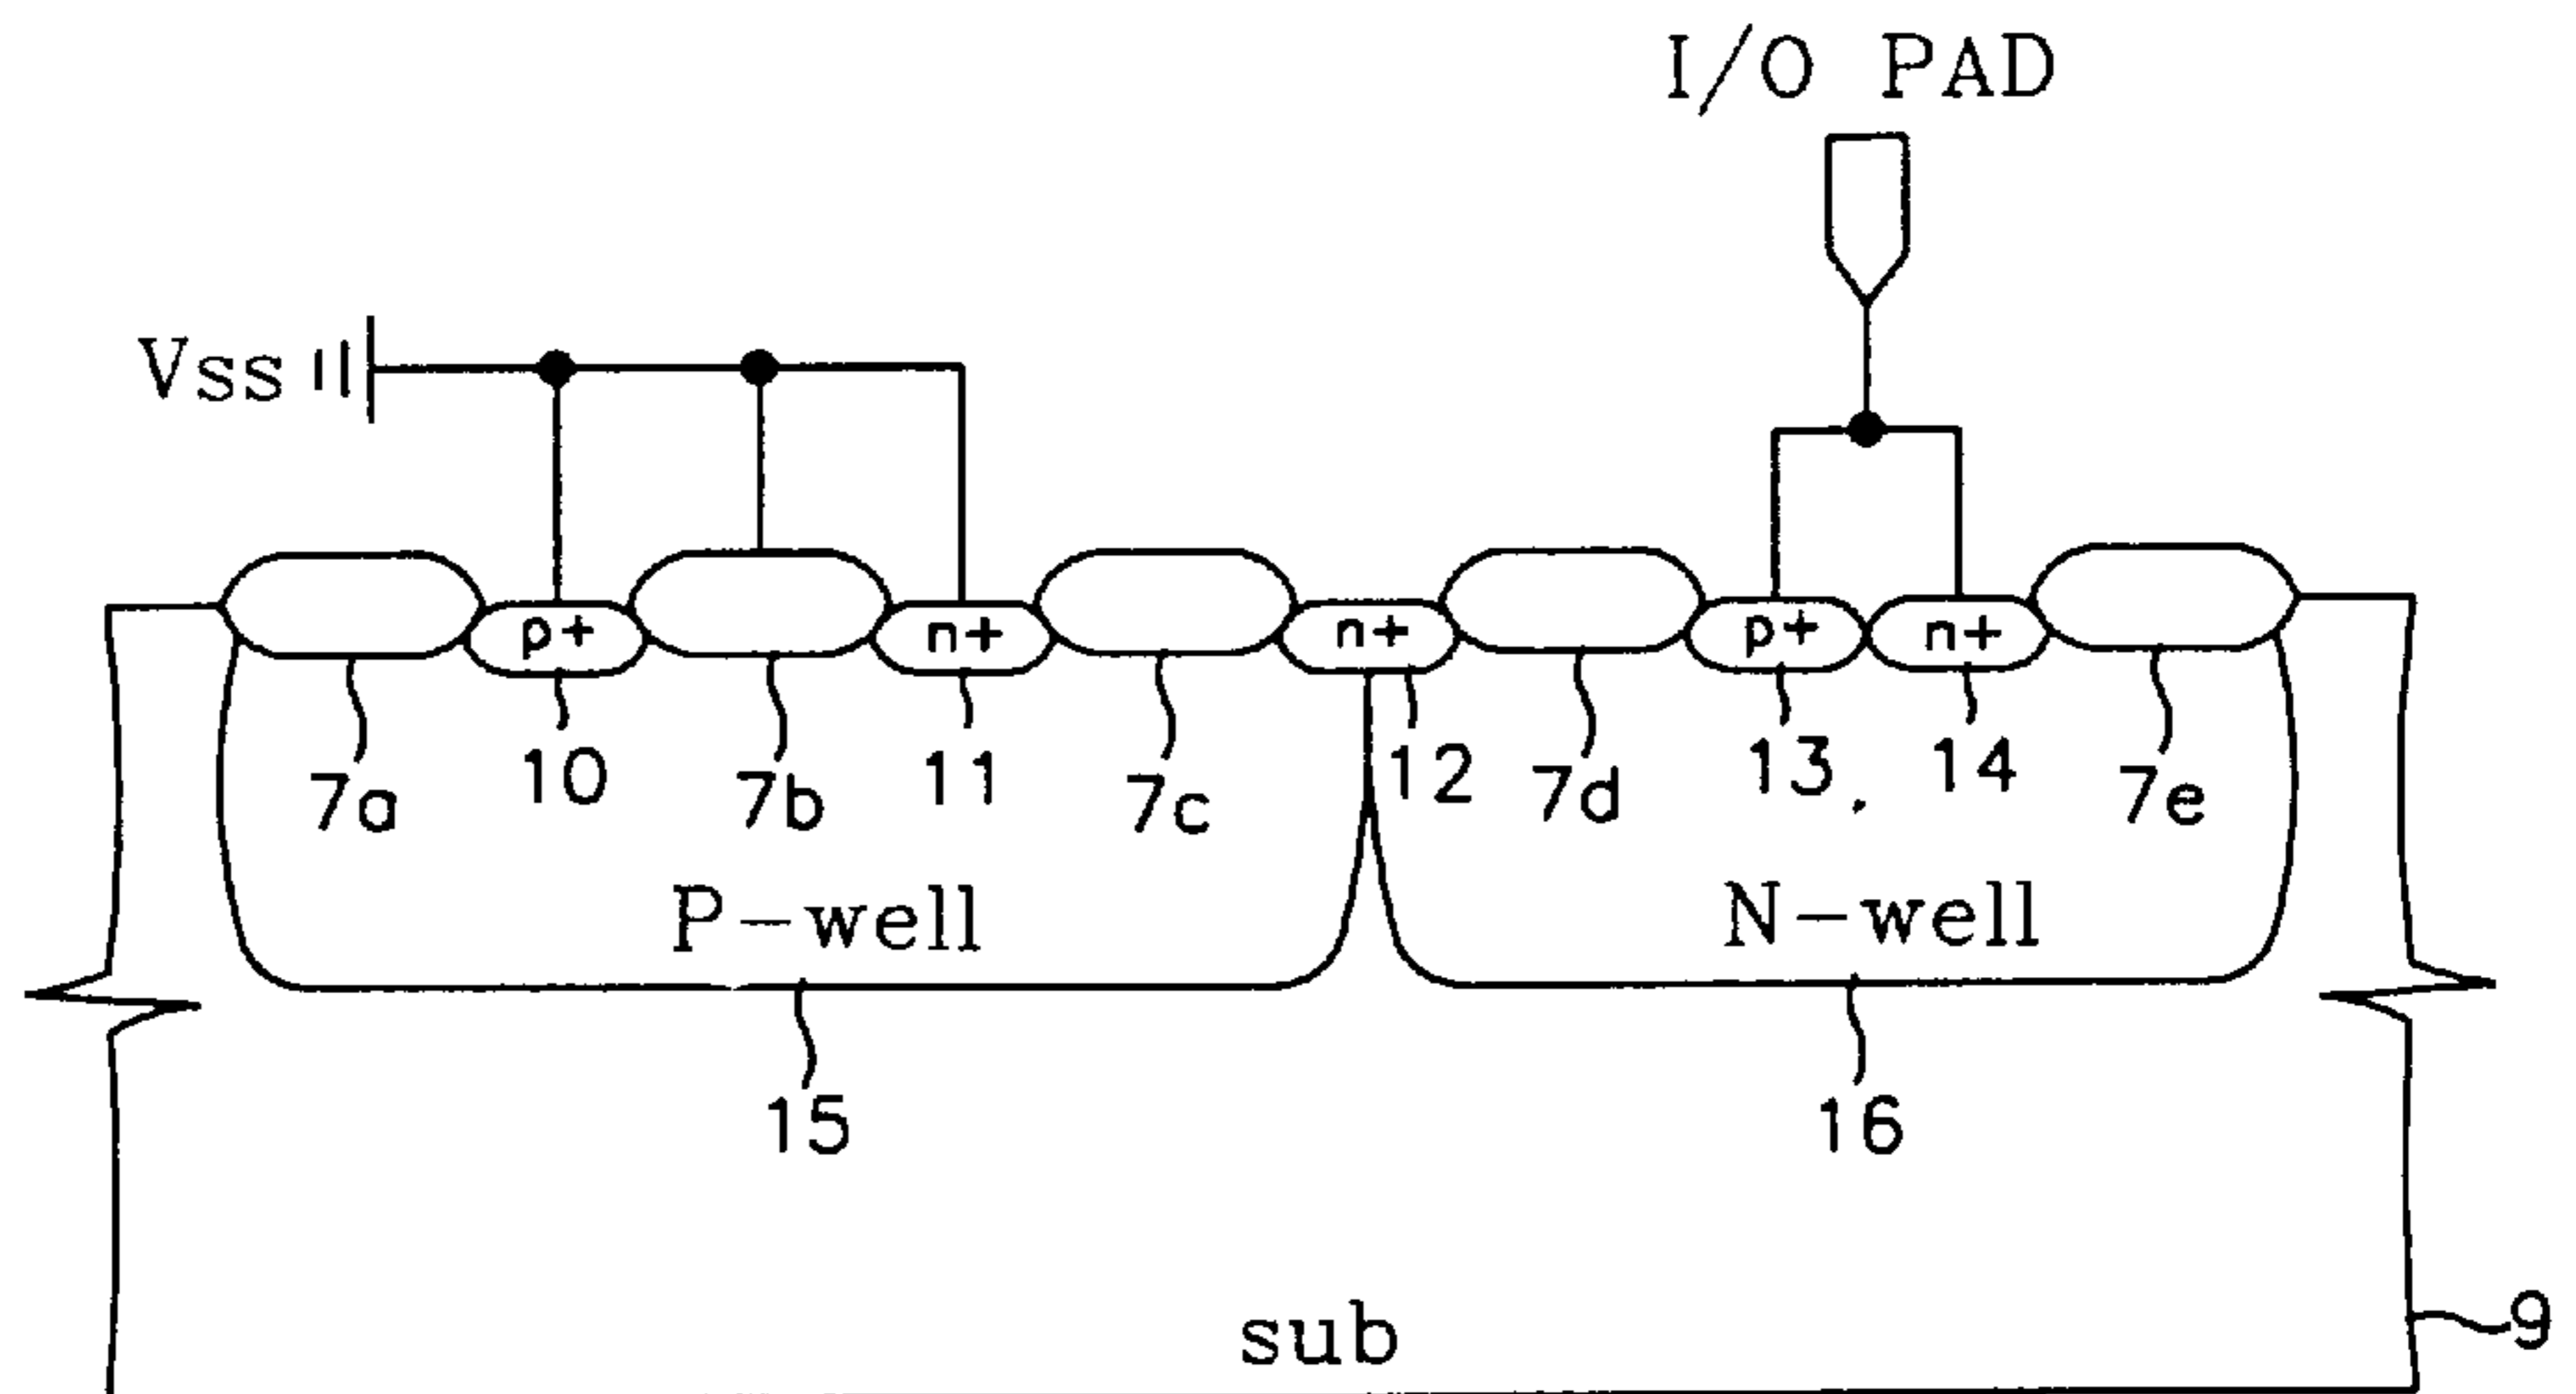 I/O PAD
Vss
p+ n+ n+ p+ n+
7a 10 7b 11 7c 12 7d 13 14 7e
P-well N-well
15 16
sub 9